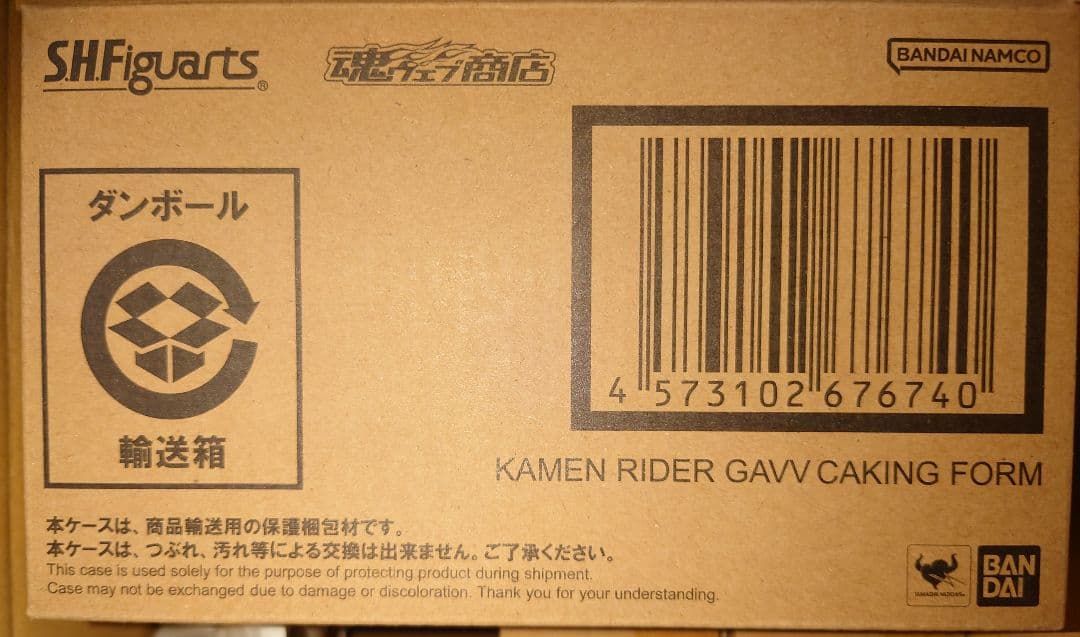 S.H.Figuarts®
魂ウェブ商店
BANDAI NAMCO
ダンボール
輸送箱
4 573102 676740
KAMEN RIDER GAVV CAKING FORM
本ケースは、商品輸送用の保護梱包材です。
本ケースは、つぶれ、汚れ等による交換は出来ません。ご了承ください。
This case is used solely for the purpose of protecting product during shipment.
Case may not be exchanged due to damage or discoloration. Thank you for your understanding.
TAMASHII NATIONS
BAN
DAI